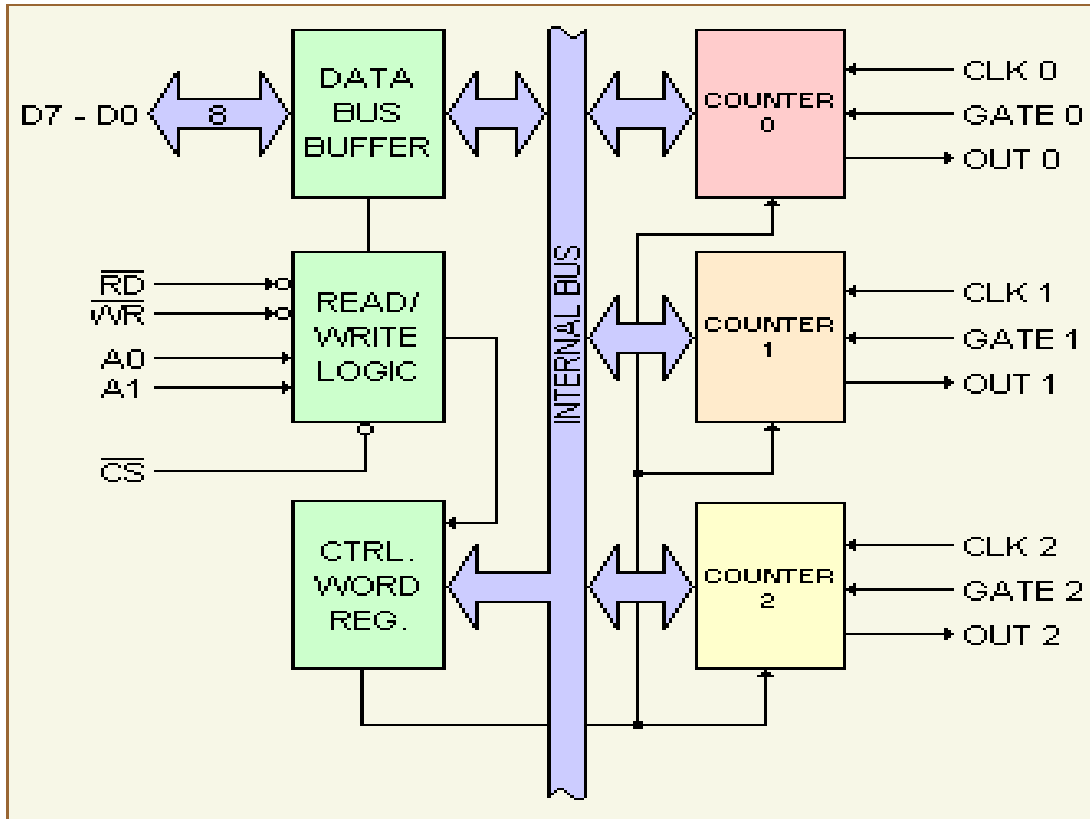 D7 - D0
8
DATA
BUS
BUFFER
RD
WR
A0
A1
CS
READ/
WRITE
LOGIC
CTRL.
WORD
REG.
INTERNAL BUS
COUNTER
0
CLK 0
GATE 0
OUT 0
COUNTER
1
CLK 1
GATE 1
OUT 1
COUNTER
2
CLK 2
GATE 2
OUT 2